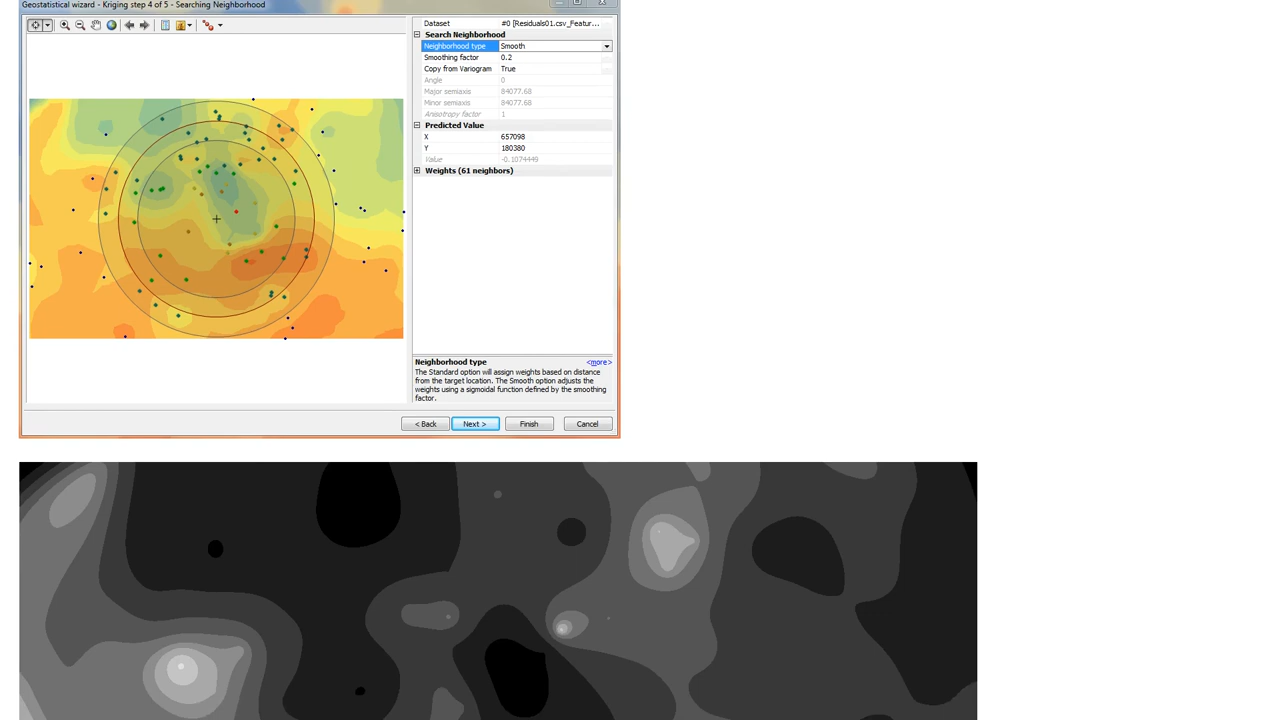 Geostatistical wizard - Kriging step 4 of 5 - Searching Neighborhood
Dataset #0 [Residuals01.csv_Featur...
Search Neighborhood
Neighborhood type Smooth
Smoothing factor 0.2
Copy from Variogram True
Angle 0
Major semiaxis 84077.68
Minor semiaxis 84077.68
Anisotropy factor 1
Predicted Value
X 657098
Y 180380
Value -0.1074449
Weights (61 neighbors)
Neighborhood type <more>
The Standard option will assign weights based on distance
from the target location. The Smooth option adjusts the
weights using a sigmoidal function defined by the smoothing
factor.
< Back Next > Finish Cancel